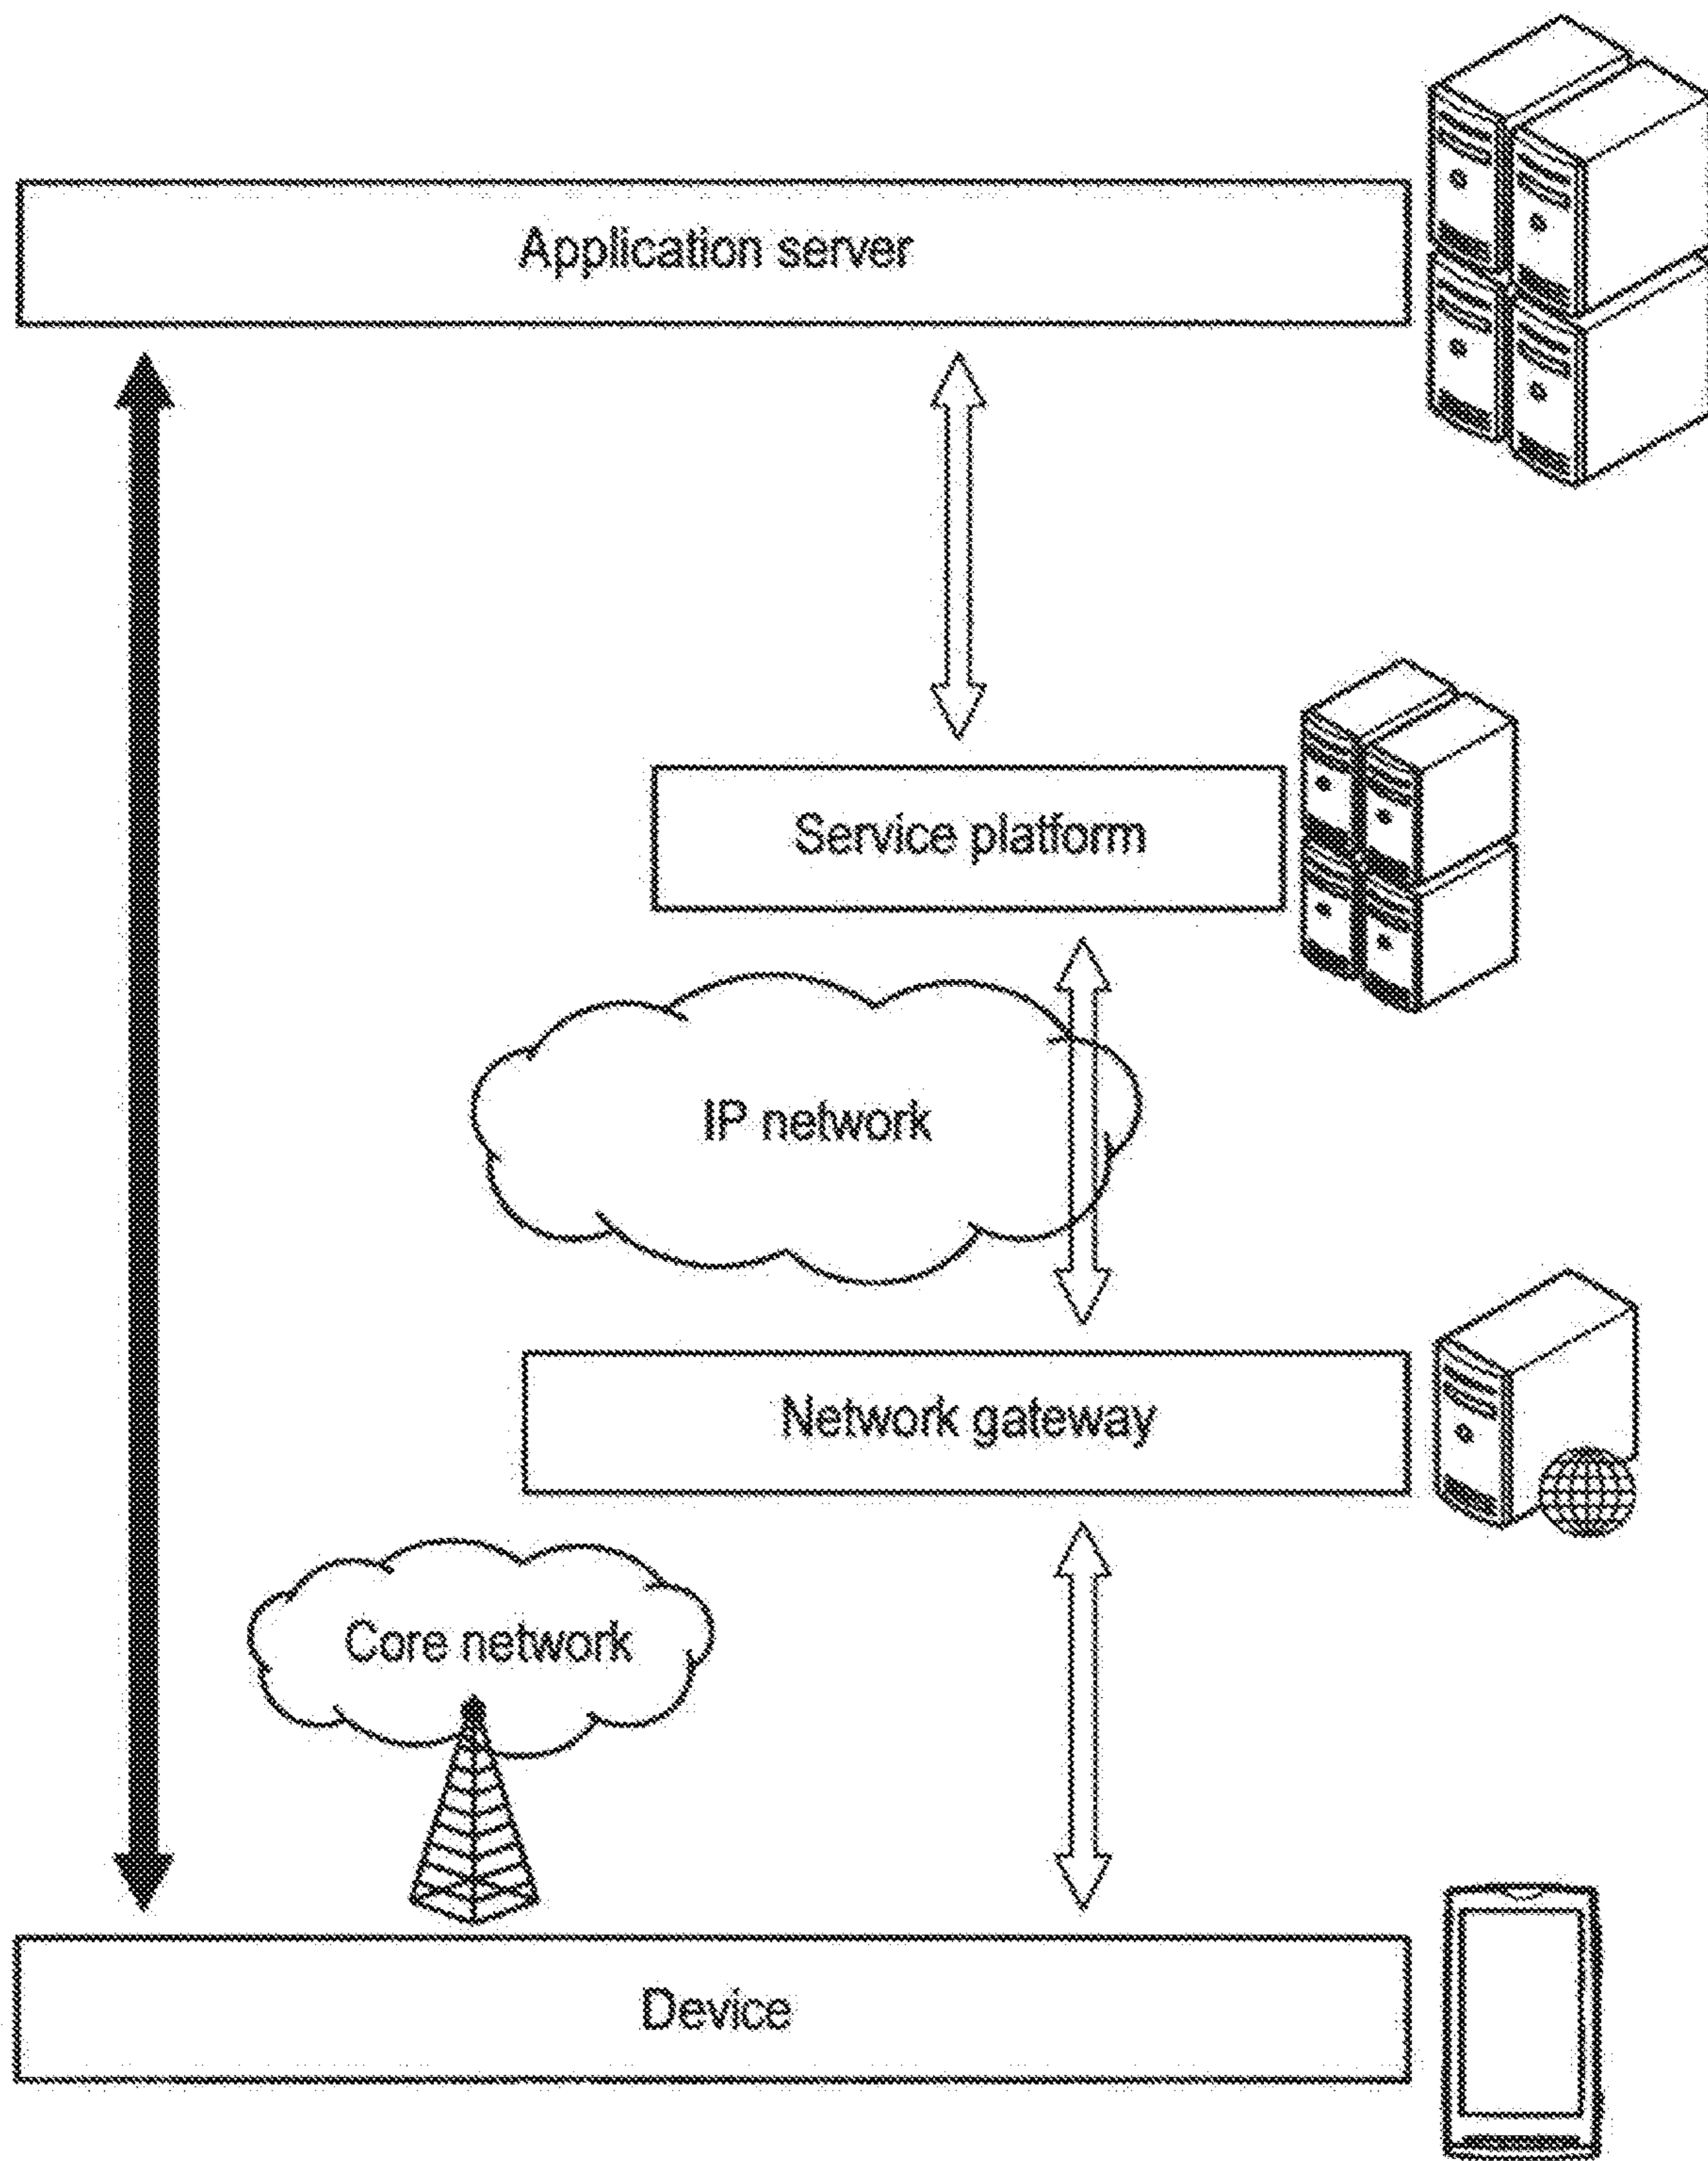 Application server
Service platform
IP network
Network gateway
Core network
Device